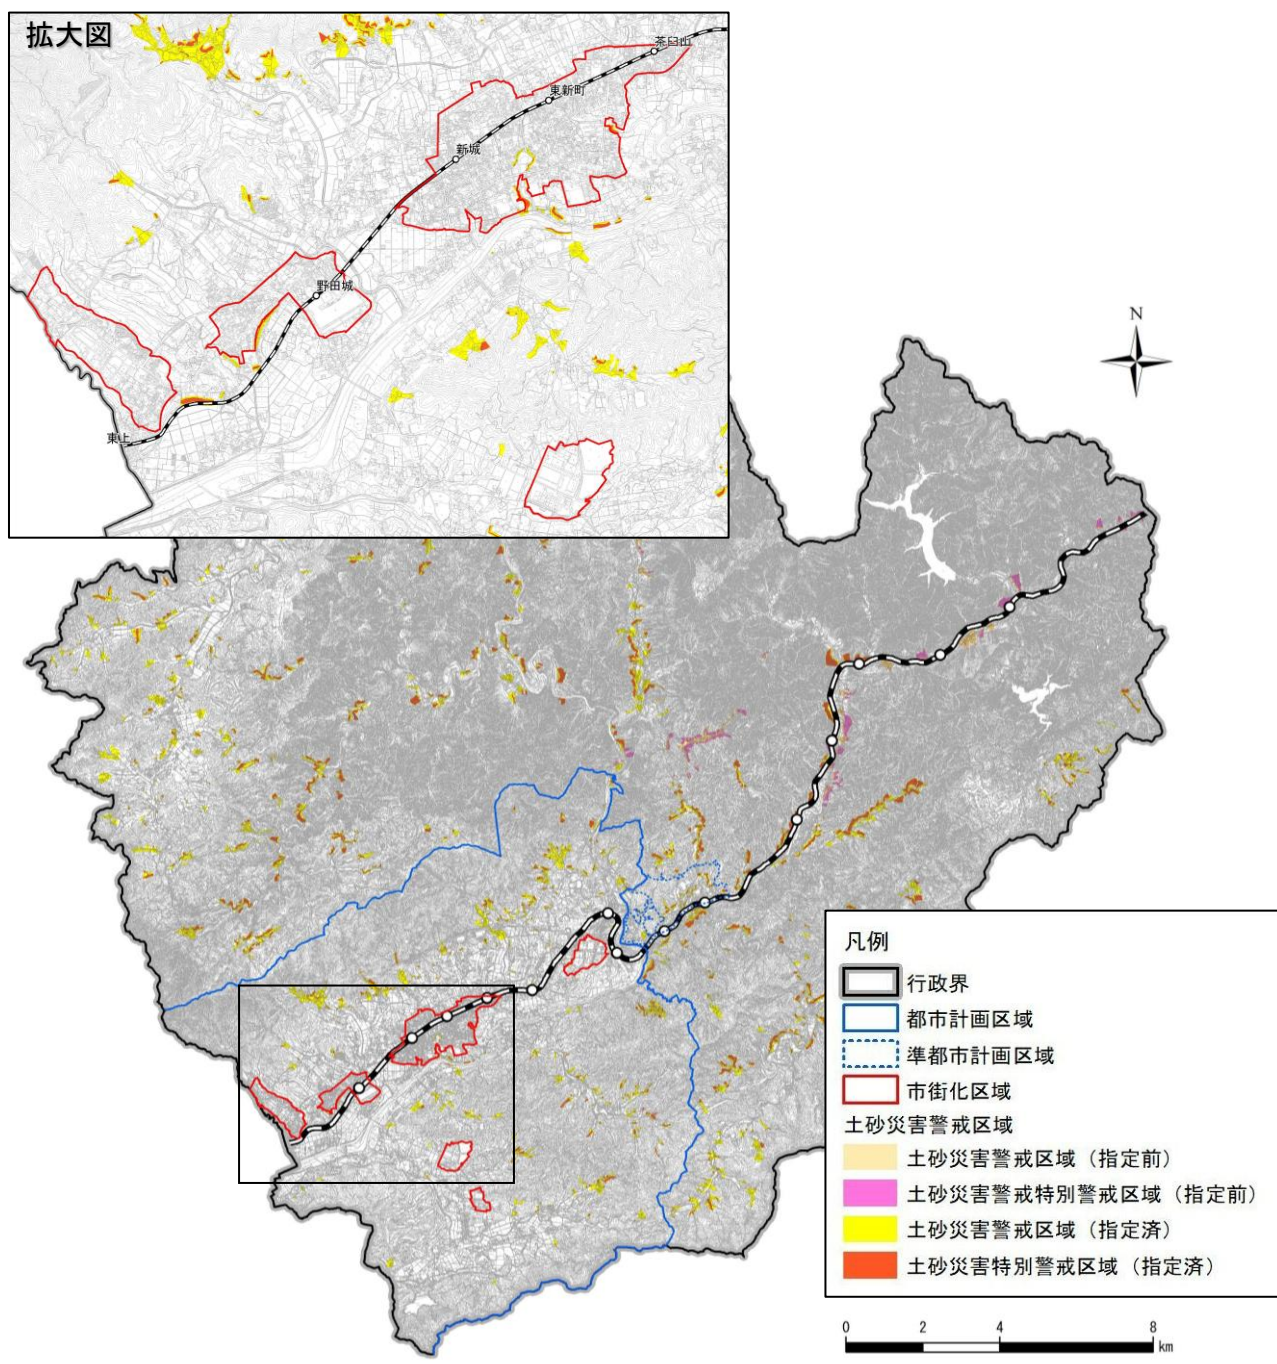 拡大図
茶臼山
東新町
新城
野田城
東上
N
凡例
行政界
都市計画区域
準都市計画区域
市街化区域
土砂災害警戒区域
土砂災害警戒区域（指定前）
土砂災害警戒特別警戒区域（指定前）
土砂災害警戒区域（指定済）
土砂災害特別警戒区域（指定済）
0 2 4 8
km